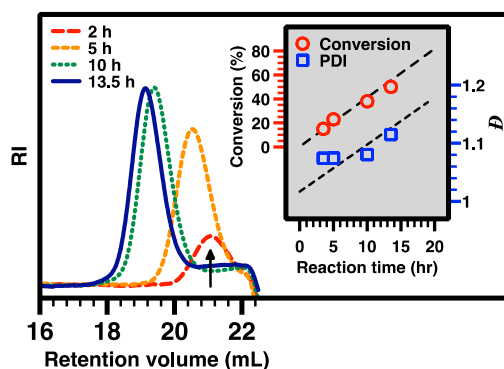 2 h
5 h
10 h
13.5 h
RI
16 18 20 22
Retention volume (mL)
Conversion
PDI
Conversion (%)
80
60
40
20
0
1.2
1.1
1
Đ
0 5 10 15 20
Reaction time (hr)